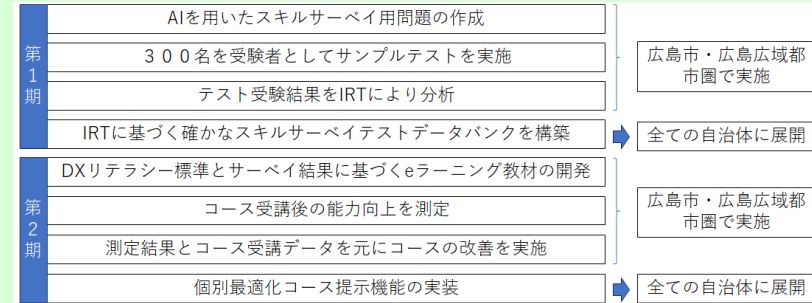 第1期
AIを用いたスキルサーベイ用問題の作成
３００名を受験者としてサンプルテストを実施
テスト受験結果をIRTにより分析
広島市・広島広域都
市圏で実施
IRTに基づく確かなスキルサーベイテストデータバンクを構築
全ての自治体に展開
第2期
DXリテラシー標準とサーベイ結果に基づくeラーニング教材の開発
コース受講後の能力向上を測定
測定結果とコース受講データを元にコースの改善を実施
広島市・広島広域都
市圏で実施
個別最適化コース提示機能の実装
全ての自治体に展開